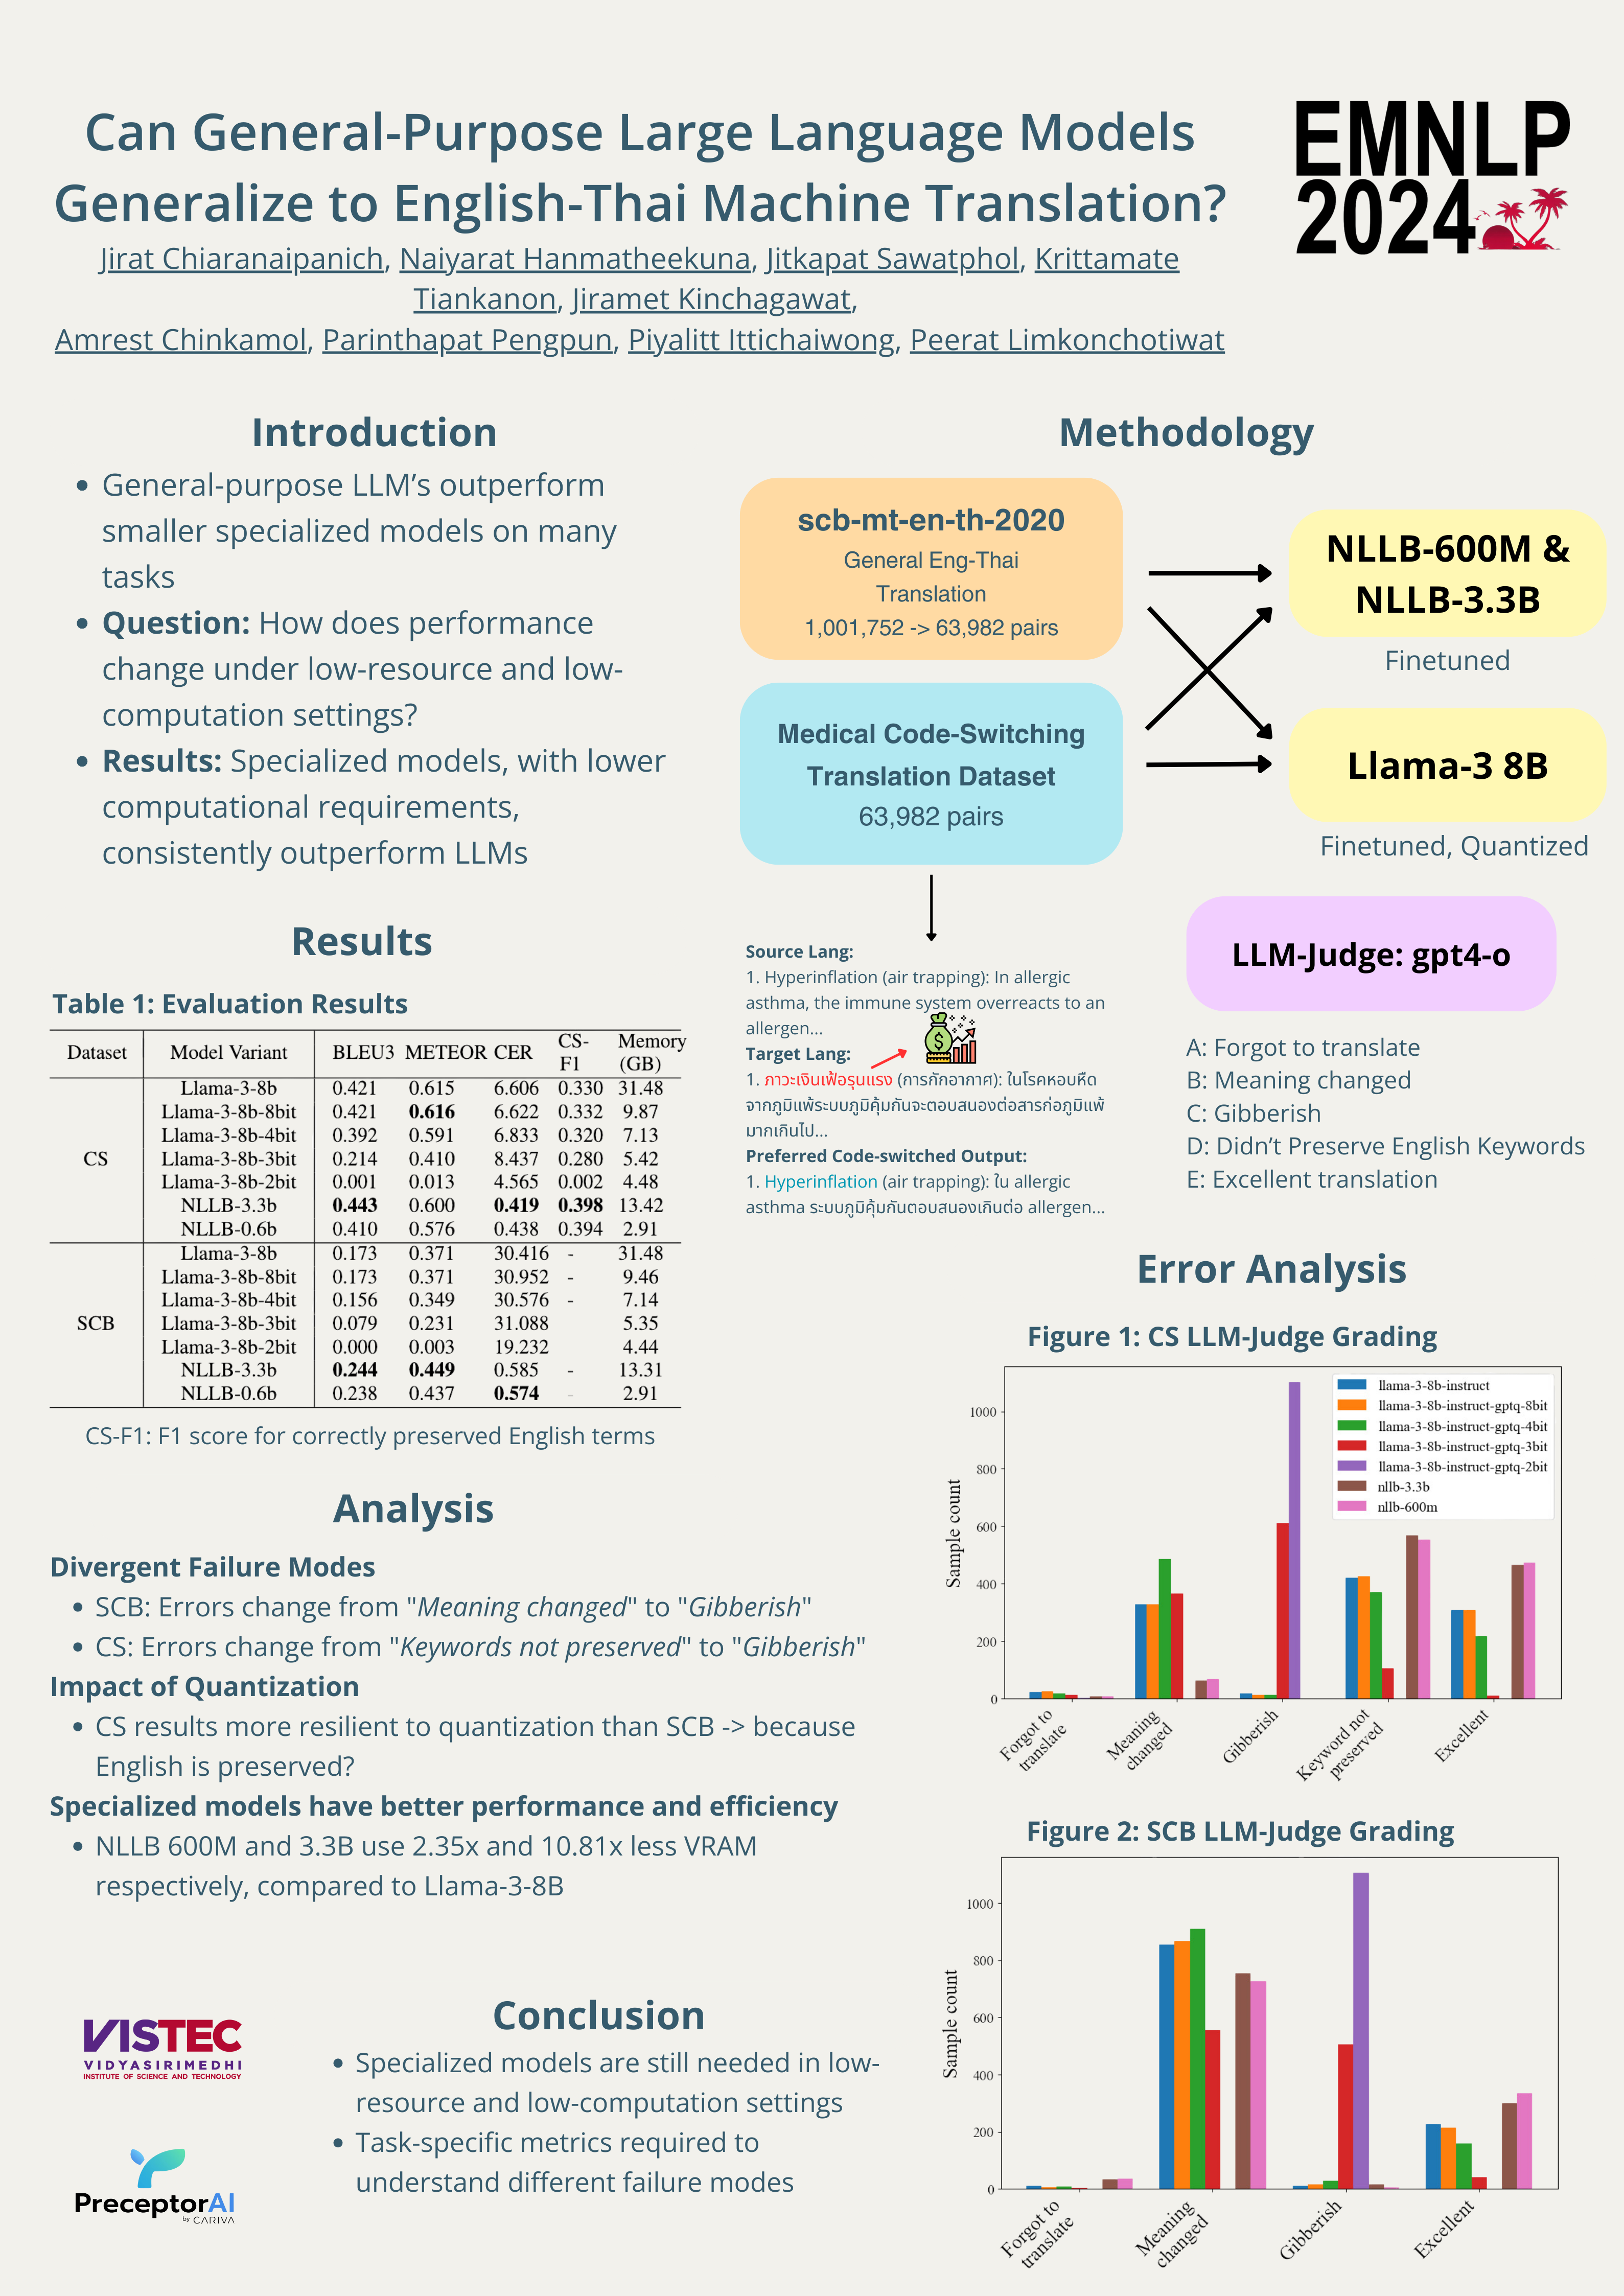 Can General-Purpose Large Language Models
Generalize to English-Thai Machine Translation?
Jirat Chiaranaipanich, Naiyarat Hanmatheekuna, Jitkapat Sawatphol, Krittamate
Tiankanon, Jiramet Kinchagawat,
Amrest Chinkamol, Parinthapat Pengpun, Piyalitt Ittichaiwong, Peerat Limkonchotiwat
EMNLP
2024
Introduction
• General-purpose LLM’s outperform
smaller specialized models on many
tasks
• Question: How does performance
change under low-resource and low-
computation settings?
• Results: Specialized models, with lower
computational requirements,
consistently outperform LLMs
Methodology
scb-mt-en-th-2020
General Eng-Thai
Translation
1,001,752 -> 63,982 pairs
Medical Code-Switching
Translation Dataset
63,982 pairs
NLLB-600M &
NLLB-3.3B
Finetuned
Llama-3 8B
Finetuned, Quantized
LLM-Judge: gpt4-o
A: Forgot to translate
B: Meaning changed
C: Gibberish
D: Didn’t Preserve English Keywords
E: Excellent translation
Source Lang:
1. Hyperinflation (air trapping): In allergic
asthma, the immune system overreacts to an
allergen...
Target Lang:
1. ภาวะเงินเฟ้อรุนแรง (การกักอากาศ): ในโรคหอบหืด
จากภูมิแพ้ระบบภูมิคุ้มกันจะตอบสนองต่อสารก่อภูมิแพ้
มากเกินไป...
Preferred Code-switched Output:
1. Hyperinflation (air trapping): ใน allergic
asthma ระบบภูมิคุ้มกันตอบสนองเกินต่อ allergen...
Results
Table 1: Evaluation Results
Dataset Model Variant BLEU3 METEOR CER CS-F1 Memory (GB)
CS
Llama-3-8b 0.421 0.615 6.606 0.330 31.48
Llama-3-8b-8bit 0.421 0.616 6.622 0.332 9.87
Llama-3-8b-4bit 0.392 0.591 6.833 0.320 7.13
Llama-3-8b-3bit 0.214 0.410 8.437 0.280 5.42
Llama-3-8b-2bit 0.001 0.013 4.565 0.002 4.48
NLLB-3.3b 0.443 0.600 0.419 0.398 13.42
NLLB-0.6b 0.410 0.576 0.438 0.394 2.91
SCB
Llama-3-8b 0.173 0.371 30.416 - 31.48
Llama-3-8b-8bit 0.173 0.371 30.952 - 9.46
Llama-3-8b-4bit 0.156 0.349 30.576 - 7.14
Llama-3-8b-3bit 0.079 0.231 31.088 5.35
Llama-3-8b-2bit 0.000 0.003 19.232 4.44
NLLB-3.3b 0.244 0.449 0.585 - 13.31
NLLB-0.6b 0.238 0.437 0.574 - 2.91
CS-F1: F1 score for correctly preserved English terms
Analysis
Divergent Failure Modes
• SCB: Errors change from "Meaning changed" to "Gibberish"
• CS: Errors change from "Keywords not preserved" to "Gibberish"
Impact of Quantization
• CS results more resilient to quantization than SCB -> because
English is preserved?
Specialized models have better performance and efficiency
• NLLB 600M and 3.3B use 2.35x and 10.81x less VRAM
respectively, compared to Llama-3-8B
Error Analysis
Figure 1: CS LLM-Judge Grading
Sample count
1000
800
600
400
200
0
llama-3-8b-instruct
llama-3-8b-instruct-gptq-8bit
llama-3-8b-instruct-gptq-4bit
llama-3-8b-instruct-gptq-3bit
llama-3-8b-instruct-gptq-2bit
nllb-3.3b
nllb-600m
Forgot to
translate
Meaning
changed
Gibberish
Keyword not
preserved
Excellent
Figure 2: SCB LLM-Judge Grading
Sample count
1000
800
600
400
200
0
Forgot to
translate
Meaning
changed
Gibberish
Excellent
Conclusion
• Specialized models are still needed in low-
resource and low-computation settings
• Task-specific metrics required to
understand different failure modes
VISTEC
VIDYASIRIMEDHI
INSTITUTE OF SCIENCE AND TECHNOLOGY
PreceptorAI
by CARIVA